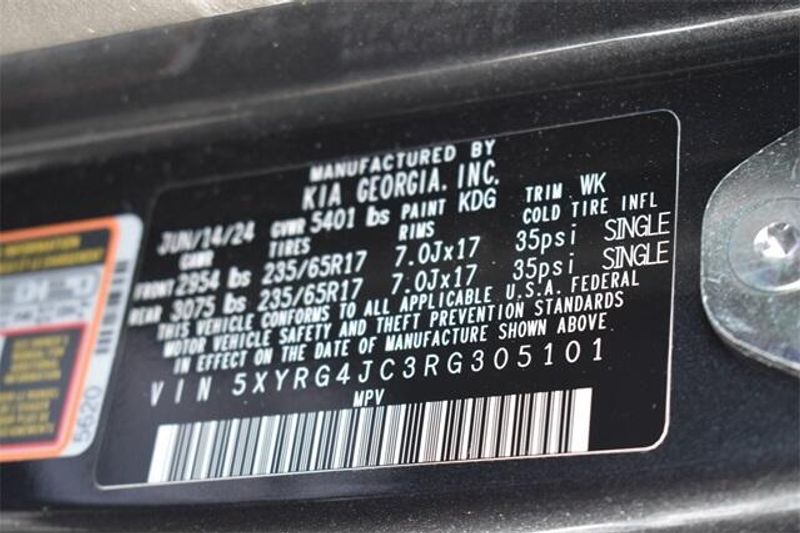 MANUFACTURED BY
KIA GEORGIA, INC.
JUN/14/24 GVWR 5401 lbs PAINT KDG TRIM WK
GAWR TIRES RIMS COLD TIRE INFL
FRONT 2954 lbs 235/65R17 7.0Jx17 35psi SINGLE
REAR 3075 lbs 235/65R17 7.0Jx17 35psi SINGLE
THIS VEHICLE CONFORMS TO ALL APPLICABLE U.S.A. FEDERAL
MOTOR VEHICLE SAFETY AND THEFT PREVENTION STANDARDS
IN EFFECT ON THE DATE OF MANUFACTURE SHOWN ABOVE
VIN 5XYRG4JC3RG305101
MPV
INFORMATION
5620